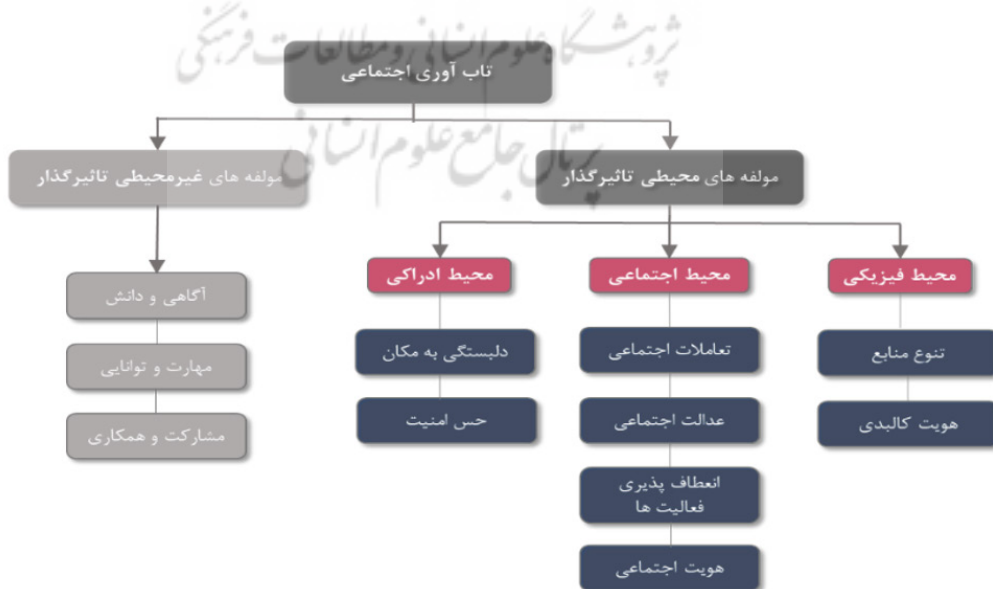 پژوهشگاه علوم انسانی و مطالعات فرهنگی
تاب آوری اجتماعی
پرتال جامع علوم انسانی
مولفه های محیطی تاثیرگذار
مولفه های غیرمحیطی تاثیرگذار
محیط فیزیکی
محیط اجتماعی
محیط ادراکی
تنوع منابع
هویت کالبدی
تعاملات اجتماعی
عدالت اجتماعی
انعطاف پذیری
فعالیت ها
هویت اجتماعی
دلبستگی به مکان
حس امنیت
آگاهی و دانش
مهارت و توانایی
مشارکت و همکاری